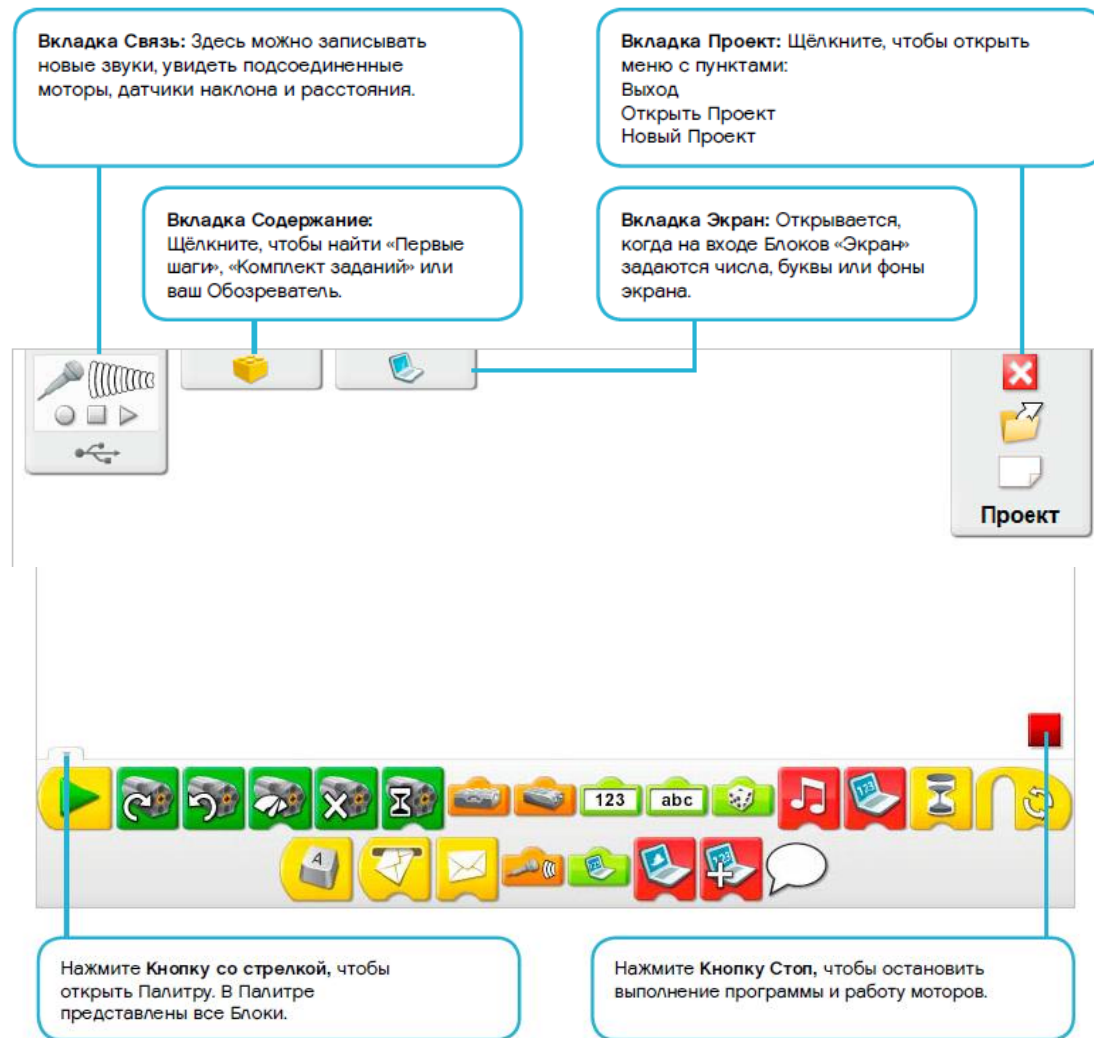 Вкладка Связь: Здесь можно записывать
новые звуки, увидеть подсоединенные
моторы, датчики наклона и расстояния.
Вкладка Проект: Щёлкните, чтобы открыть
меню с пунктами:
Выход
Открыть Проект
Новый Проект
Вкладка Содержание:
Щёлкните, чтобы найти «Первые
шаги», «Комплект заданий» или
ваш Обозреватель.
Вкладка Экран: Открывается,
когда на входе Блоков «Экран»
задаются числа, буквы или фоны
экрана.
Проект
123
abc
123
A
123
123
Нажмите Кнопку со стрелкой, чтобы
открыть Палитру. В Палитре
представлены все Блоки.
Нажмите Кнопку Стоп, чтобы остановить
выполнение программы и работу моторов.